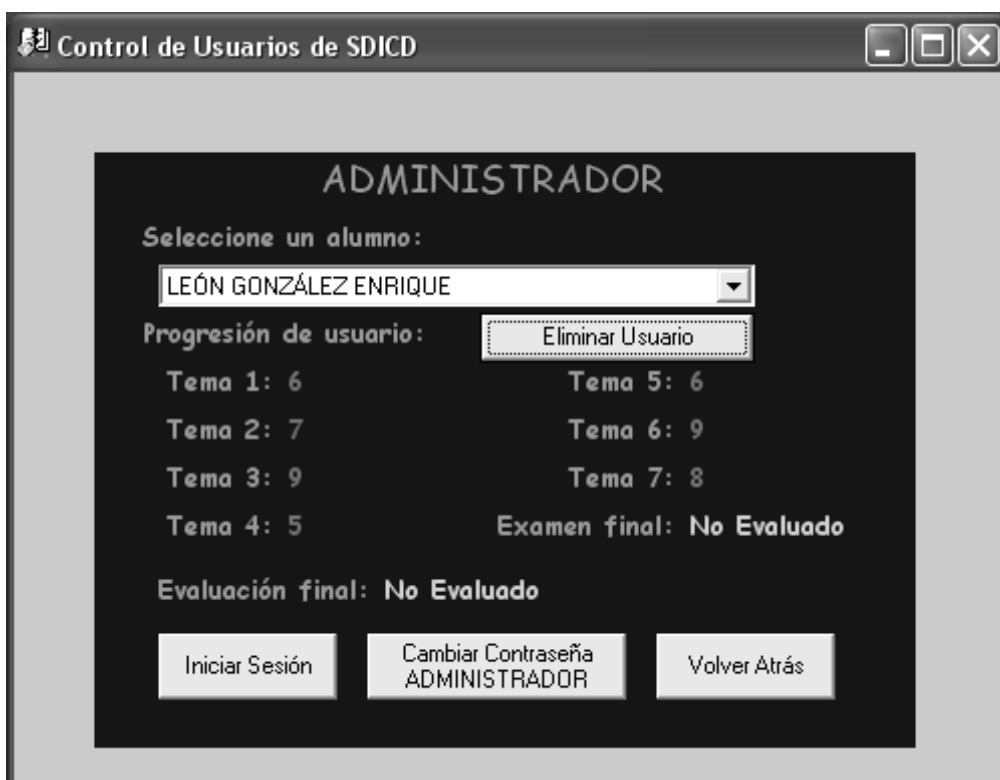 Control de Usuarios de SDICD
ADMINISTRADOR
Seleccione un alumno:
LEÓN GONZÁLEZ ENRIQUE
Progresión de usuario: Eliminar Usuario
Tema 1: 6 Tema 5: 6
Tema 2: 7 Tema 6: 9
Tema 3: 9 Tema 7: 8
Tema 4: 5 Examen final: No Evaluado
Evaluación final: No Evaluado
Iniciar Sesión
Cambiar Contraseña
ADMINISTRADOR
Volver Atrás